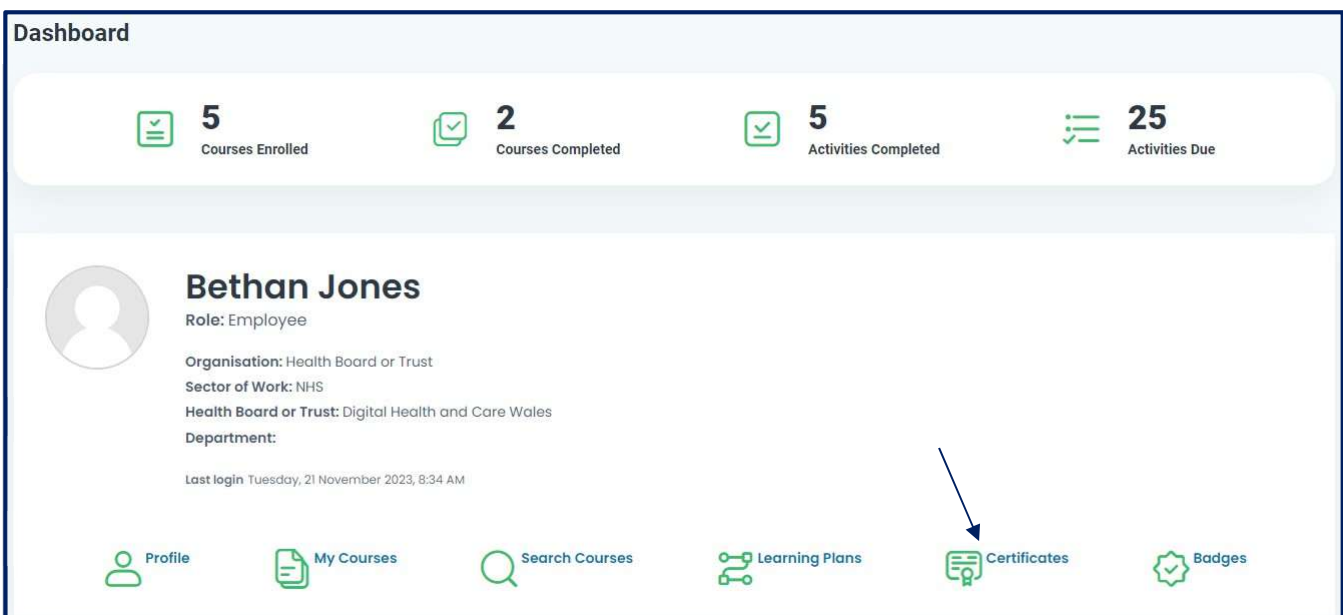 Dashboard
5
Courses Enrolled
2
Courses Completed
5
Activities Completed
25
Activities Due
Bethan Jones
Role: Employee
Organisation: Health Board or Trust
Sector of Work: NHS
Health Board or Trust: Digital Health and Care Wales
Department:
Last login Tuesday, 21 November 2023, 8:34 AM
Profile
My Courses
Search Courses
Learning Plans
Certificates
Badges